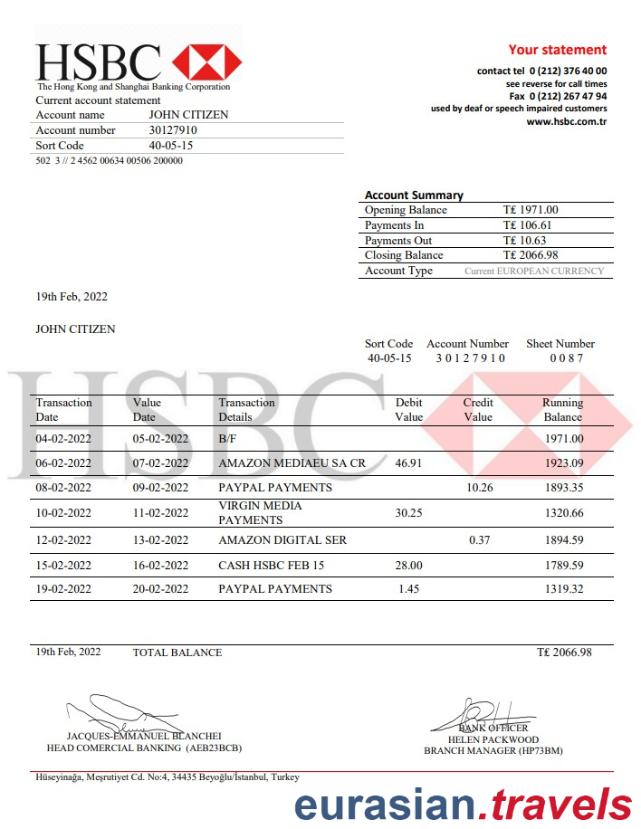 HSBC
The Hong Kong and Shanghai Banking Corporation
Current account statement
Account name JOHN CITIZEN
Account number 30127910
Sort Code 40-05-15
502 3 // 2 4562 00634 00506 200000
Your statement
contact tel 0 (212) 376 40 00
see reverse for call times
Fax 0 (212) 267 47 94
used by deaf or speech impaired customers
www.hsbc.com.tr
Account Summary
Opening Balance T₤ 1971.00
Payments In T₤ 106.61
Payments Out T₤ 10.63
Closing Balance T₤ 2066.98
Account Type Current EUROPEAN CURRENCY
19th Feb, 2022
JOHN CITIZEN
Sort Code Account Number Sheet Number
40-05-15 3 0 1 2 7 9 1 0 0 0 8 7
HSBC
Transaction Value Transaction Debit Credit Running
Date Date Details Value Value Balance
04-02-2022 05-02-2022 B/F 1971.00
06-02-2022 07-02-2022 AMAZON MEDIAEU SA CR 46.91 1923.09
08-02-2022 09-02-2022 PAYPAL PAYMENTS 10.26 1893.35
10-02-2022 11-02-2022 VIRGIN MEDIA PAYMENTS 30.25 1320.66
12-02-2022 13-02-2022 AMAZON DIGITAL SER 0.37 1894.59
15-02-2022 16-02-2022 CASH HSBC FEB 15 28.00 1789.59
19-02-2022 20-02-2022 PAYPAL PAYMENTS 1.45 1319.32
19th Feb, 2022 TOTAL BALANCE T₤ 2066.98
JACQUES-EMMANUEL BLANCHEI
HEAD COMERCIAL BANKING (AEB23BCB)
BANK OFFICER
HELEN PACKWOOD
BRANCH MANAGER (HP73BM)
Hüseyinağa, Meşrutiyet Cd. No:4, 34435 Beyoğlu/İstanbul, Turkey
eurasian.travels